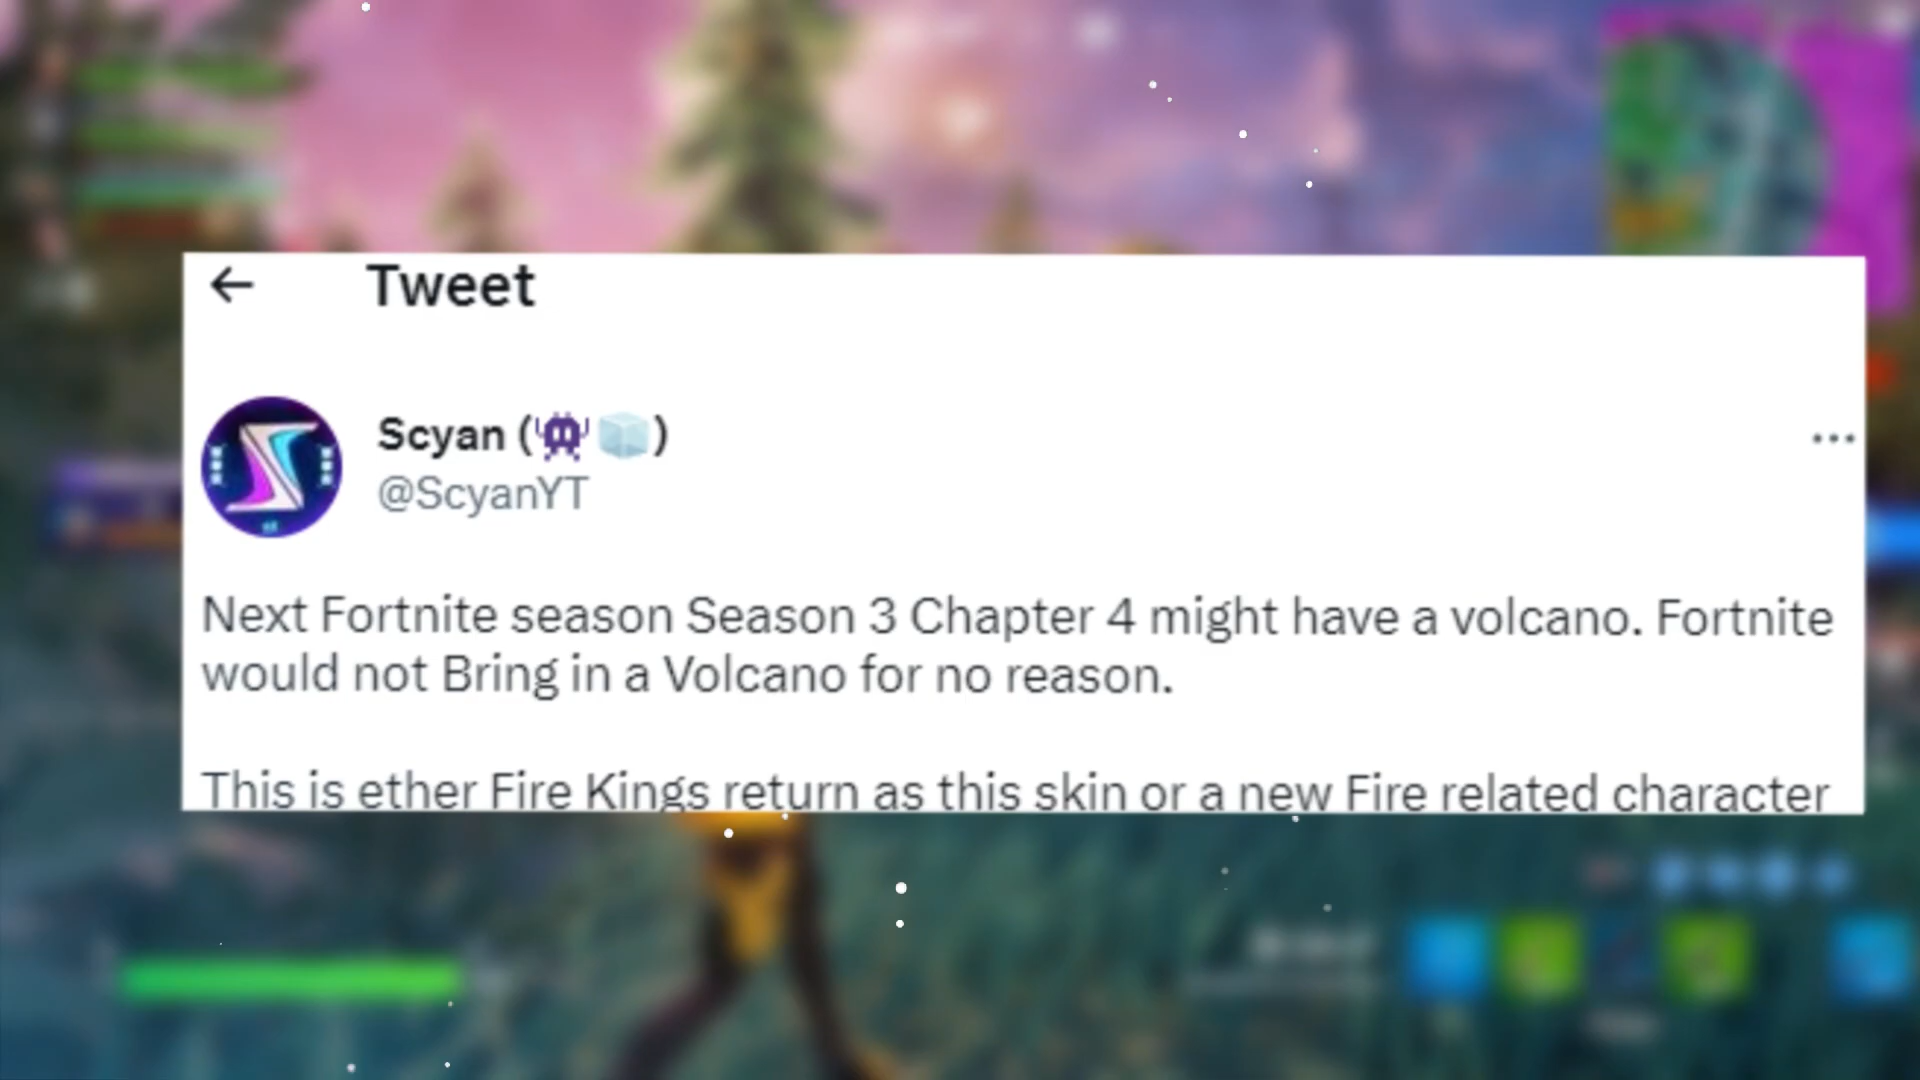 Tweet
Scyan (👾🧊)
@ScyanYT
Next Fortnite season Season 3 Chapter 4 might have a volcano. Fortnite
would not Bring in a Volcano for no reason.
This is ether Fire Kings return as this skin or a new Fire related character